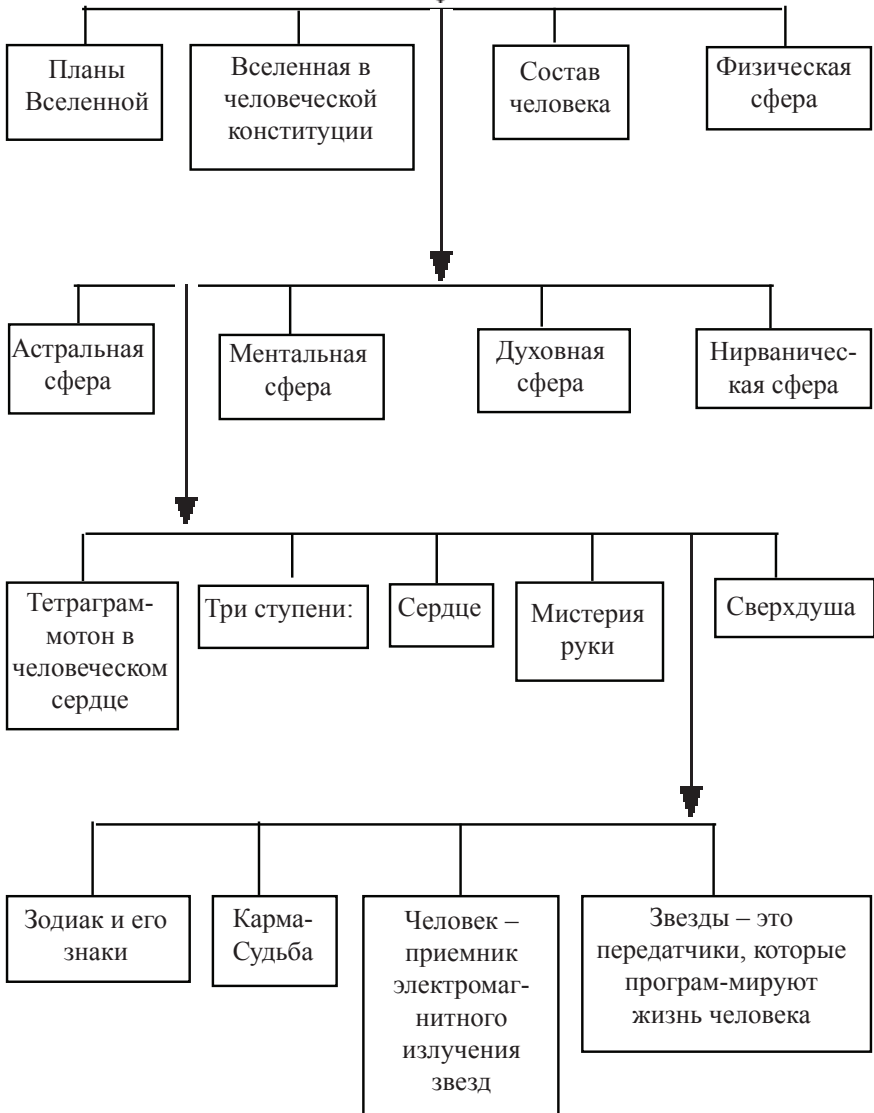 Планы
Вселенной
Вселенная в
человеческой
конституции
Состав
человека
Физическая
сфера
Астральная
сфера
Ментальная
сфера
Духовная
сфера
Нирваничес-
кая сфера
Тетраграм-
мотон в
человеческом
сердце
Три ступени:
Сердце
Мистерия
руки
Сверхдуша
Зодиак и его
знаки
Карма-
Судьба
Человек –
приемник
электромаг-
нитного
излучения
звезд
Звезды – это
передатчики, которые
програм-мируют
жизнь человека